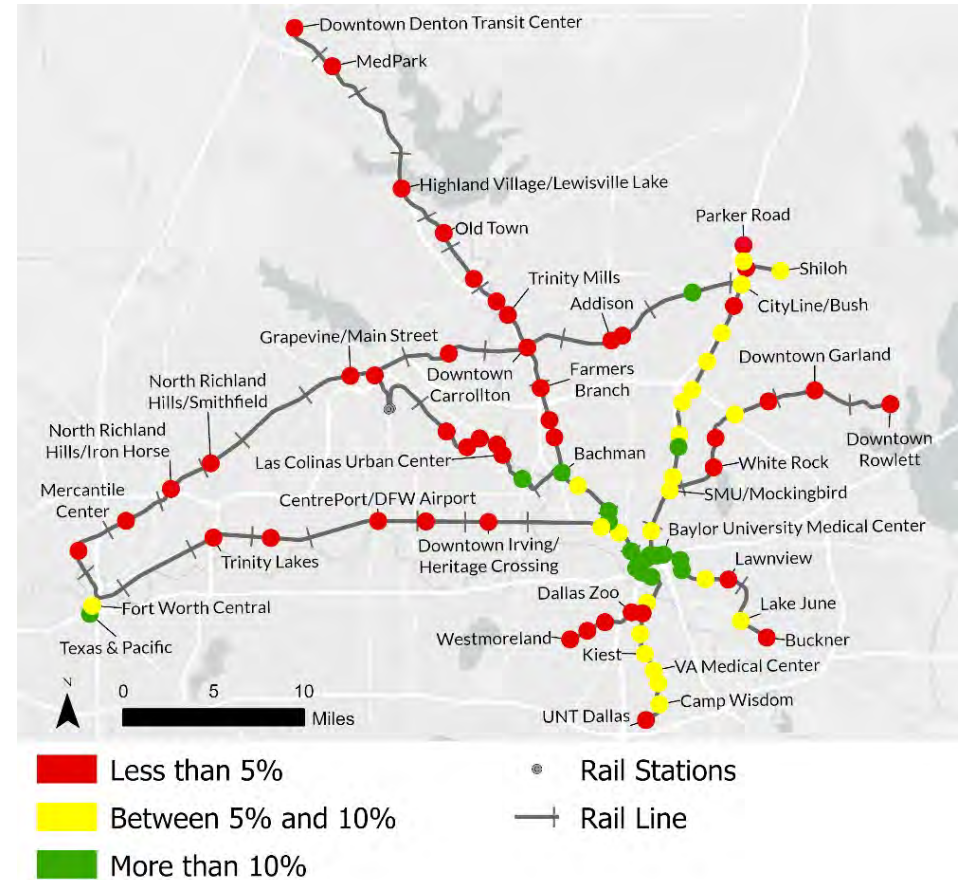 Downtown Denton Transit Center
MedPark
Highland Village/Lewisville Lake
Parker Road
Old Town
Shiloh
Trinity Mills
Addison
CityLine/Bush
Grapevine/Main Street
Downtown Garland
Downtown
Carrollton
Farmers
Branch
North Richland
Hills/Smithfield
North Richland
Hills/Iron Horse
Downtown
Rowlett
Bachman
Las Colinas Urban Center
White Rock
Mercantile
Center
SMU/Mockingbird
CentrePort/DFW Airport
Baylor University Medical Center
Downtown Irving/
Heritage Crossing
Trinity Lakes
Lawnview
Dallas Zoo
Fort Worth Central
Lake June
Westmoreland
Buckner
Texas & Pacific
Kiest
VA Medical Center
N
0 5 10
Miles
Camp Wisdom
UNT Dallas
Less than 5%
Rail Stations
Between 5% and 10%
Rail Line
More than 10%